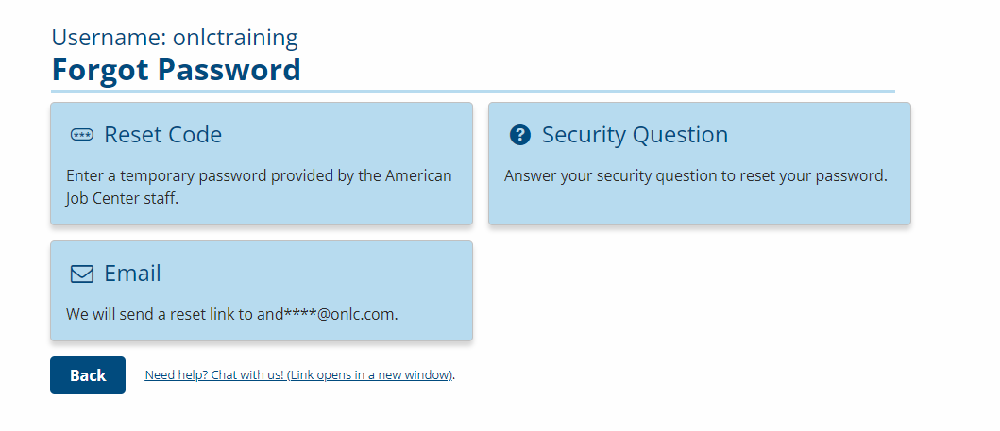 Username: onlctraining
Forgot Password
*** Reset Code
Enter a temporary password provided by the American
Job Center staff.
? Security Question
Answer your security question to reset your password.
Email
We will send a reset link to and****@onlc.com.
Back
Need help? Chat with us! (Link opens in a new window).